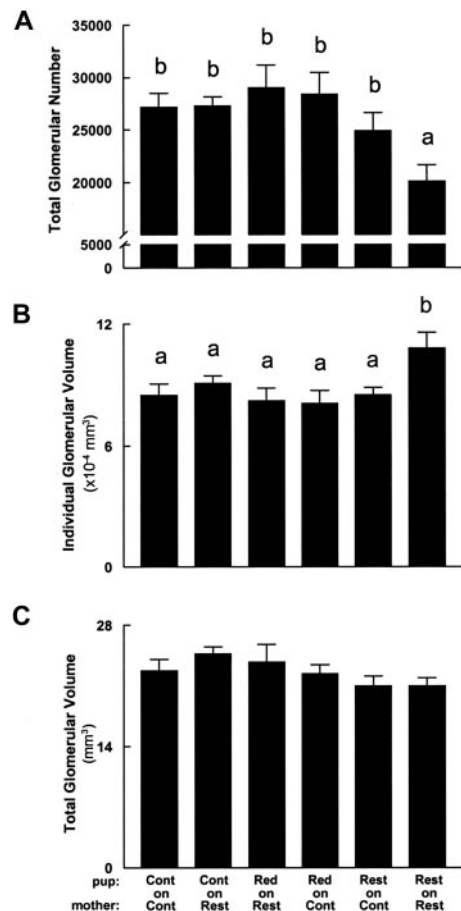 A
Total Glomerular Number
35000
30000
25000
20000
5000
0
b
b
b
b
b
a
B
Individual Glomerular Volume
(x10⁻⁴ mm³)
12
6
0
a
a
a
a
a
b
C
Total Glomerular Volume
(mm³)
28
14
0
pup: Cont Cont Red Red Rest Rest
on on on on on on
mother: Cont Rest Rest Cont Cont Rest